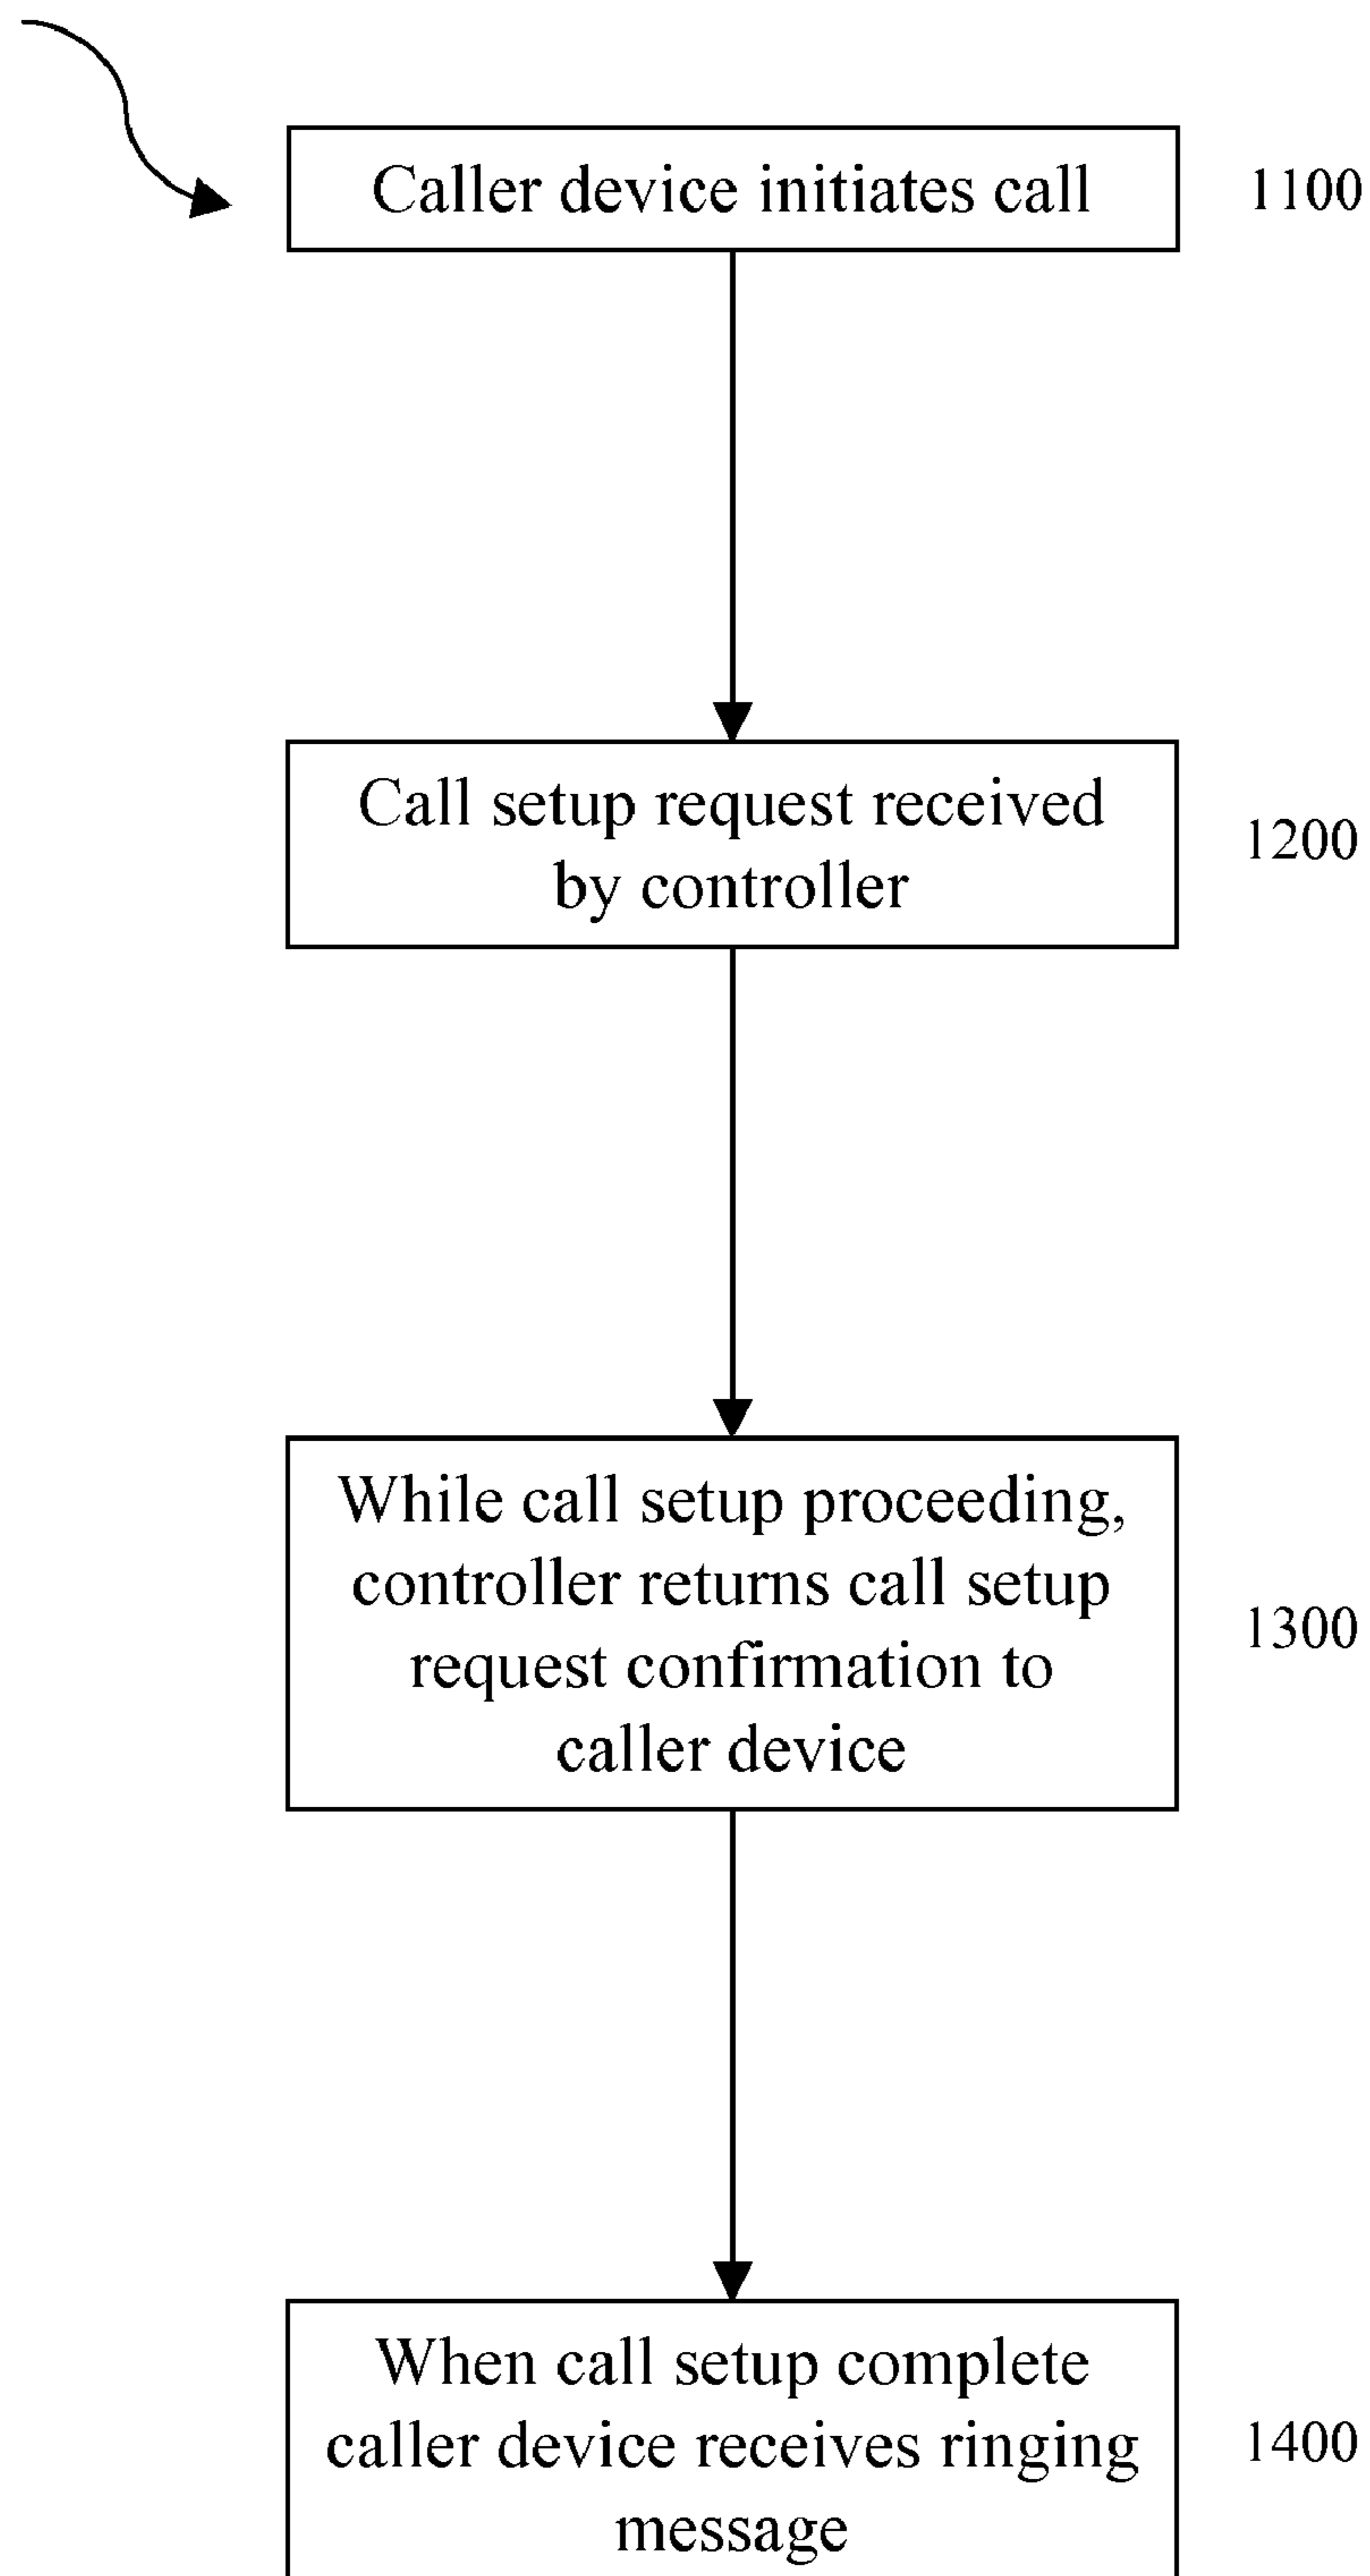 Caller device initiates call
1100
Call setup request received
by controller
1200
While call setup proceeding,
controller returns call setup
request confirmation to
caller device
1300
When call setup complete
caller device receives ringing
message
1400